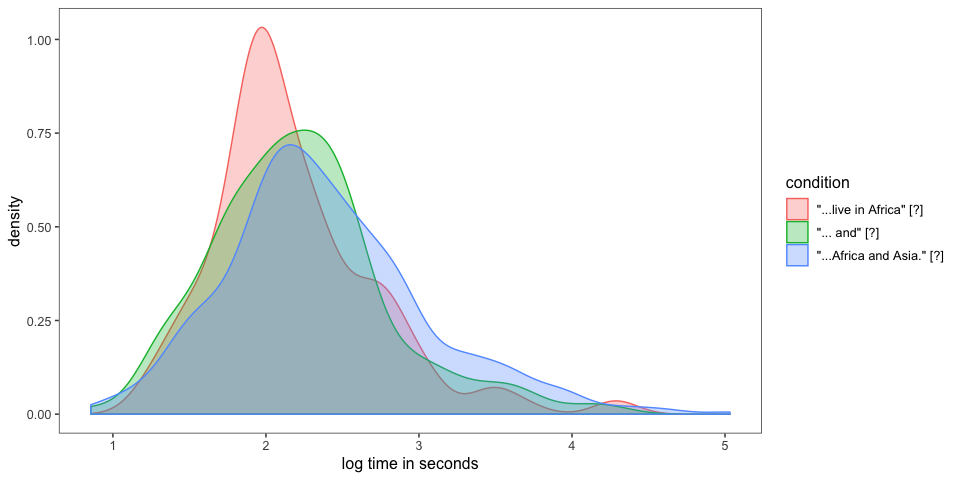 1.00
0.75
0.50
0.25
0.00
density
1 2 3 4 5
log time in seconds
condition
"...live in Africa" [?]
"... and" [?]
"...Africa and Asia." [?]